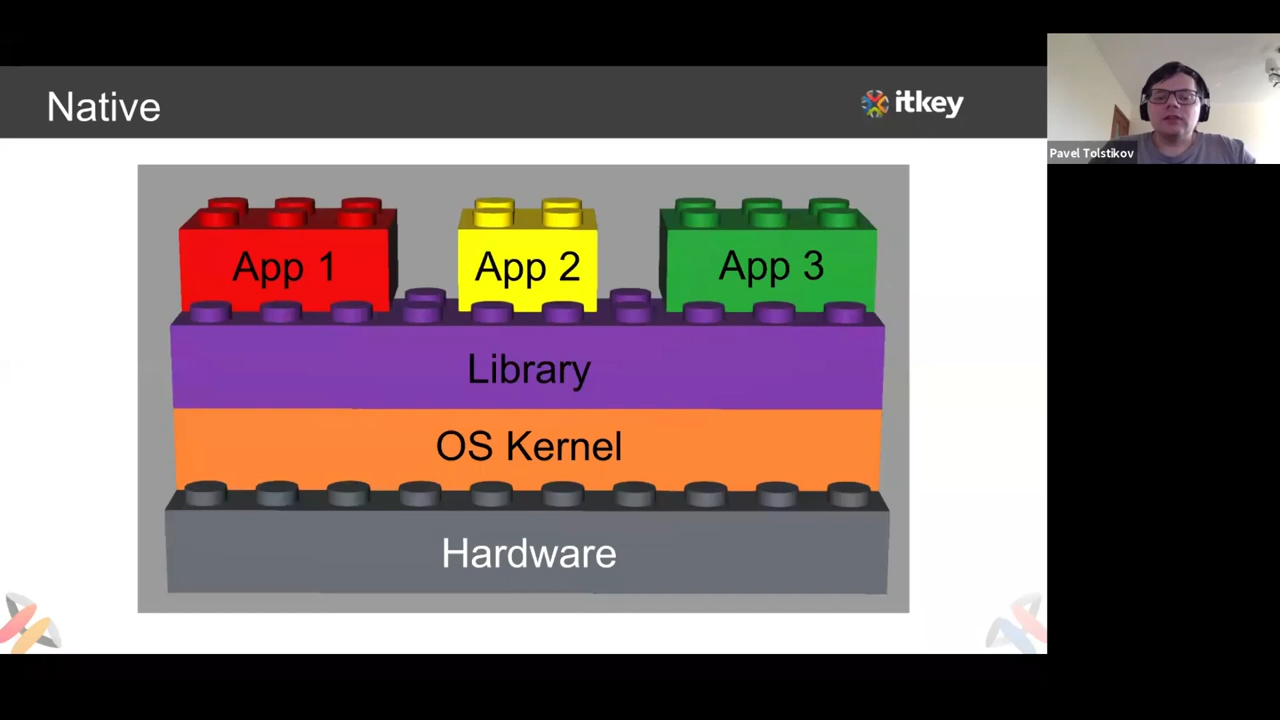 Native
itkey
Pavel Tolstikov
App 1
App 2
App 3
Library
OS Kernel
Hardware